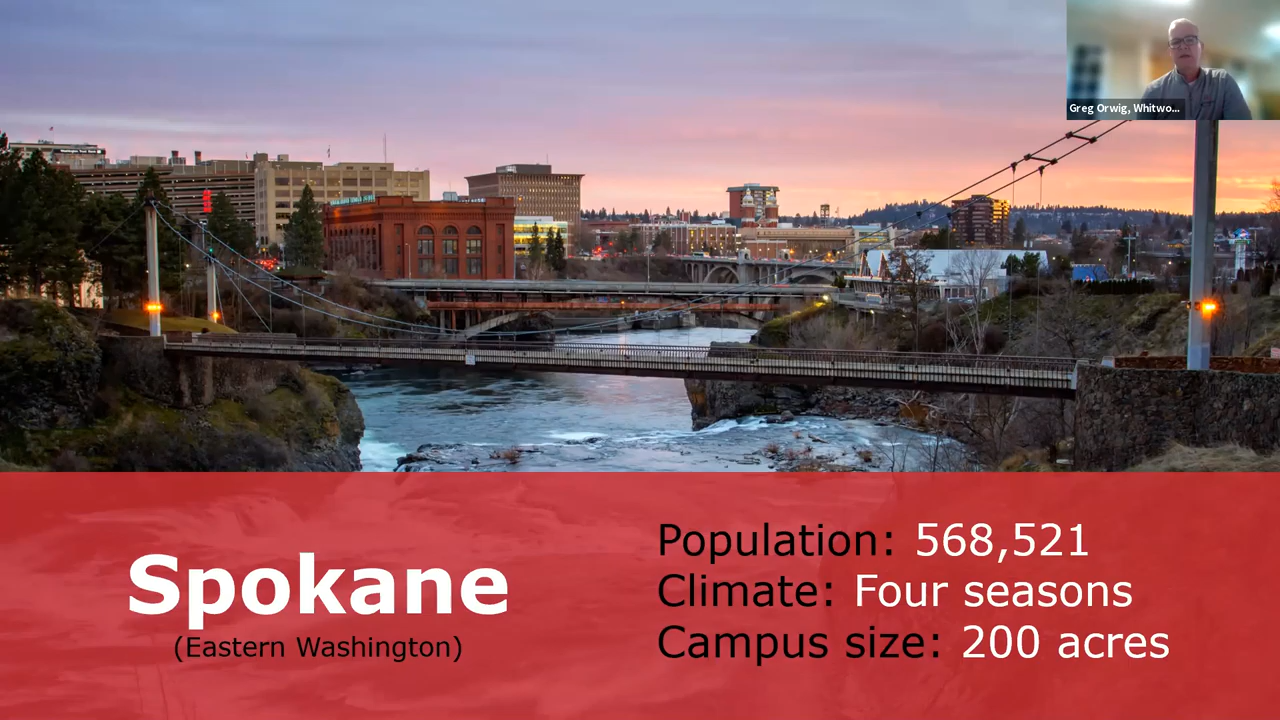 Greg Orwig, Whitwo...
Spokane
(Eastern Washington)
Population: 568,521
Climate: Four seasons
Campus size: 200 acres